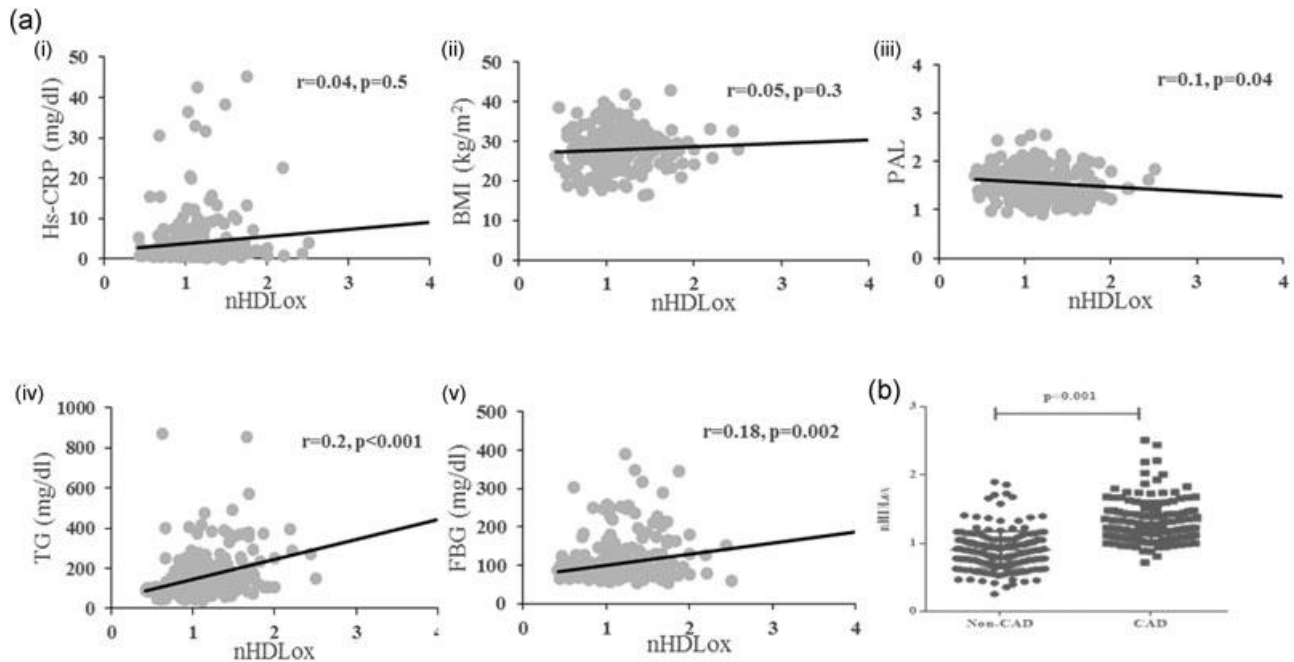 (a)
(i)
50
40
30
20
10
0
Hs-CRP (mg/dl)
r=0.04, p=0.5
0 1 2 3 4
nHDLox
(ii)
50
40
30
20
10
0
BMI (kg/m²)
r=0.05, p=0.3
0 1 2 3 4
nHDLox
(iii)
4
3
2
1
0
PAL
r=0.1, p=0.04
0 1 2 3 4
nHDLox
(iv)
1000
800
600
400
200
0
TG (mg/dl)
r=0.2, p<0.001
0 1 2 3 4
nHDLox
(v)
500
400
300
200
100
0
FBG (mg/dl)
r=0.18, p=0.002
0 1 2 3 4
nHDLox
(b)
p=0.001
3
2
1
0
nHDLox
Non-CAD CAD